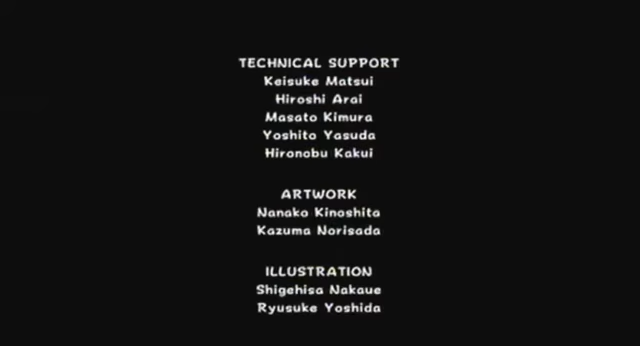 TECHNICAL SUPPORT
Keisuke Matsui
Hiroshi Arai
Masato Kimura
Yoshito Yasuda
Hironobu Kakui
ARTWORK
Nanako Kinoshita
Kazuma Norisada
ILLUSTRATION
Shigehisa Nakaue
Ryusuke Yoshida